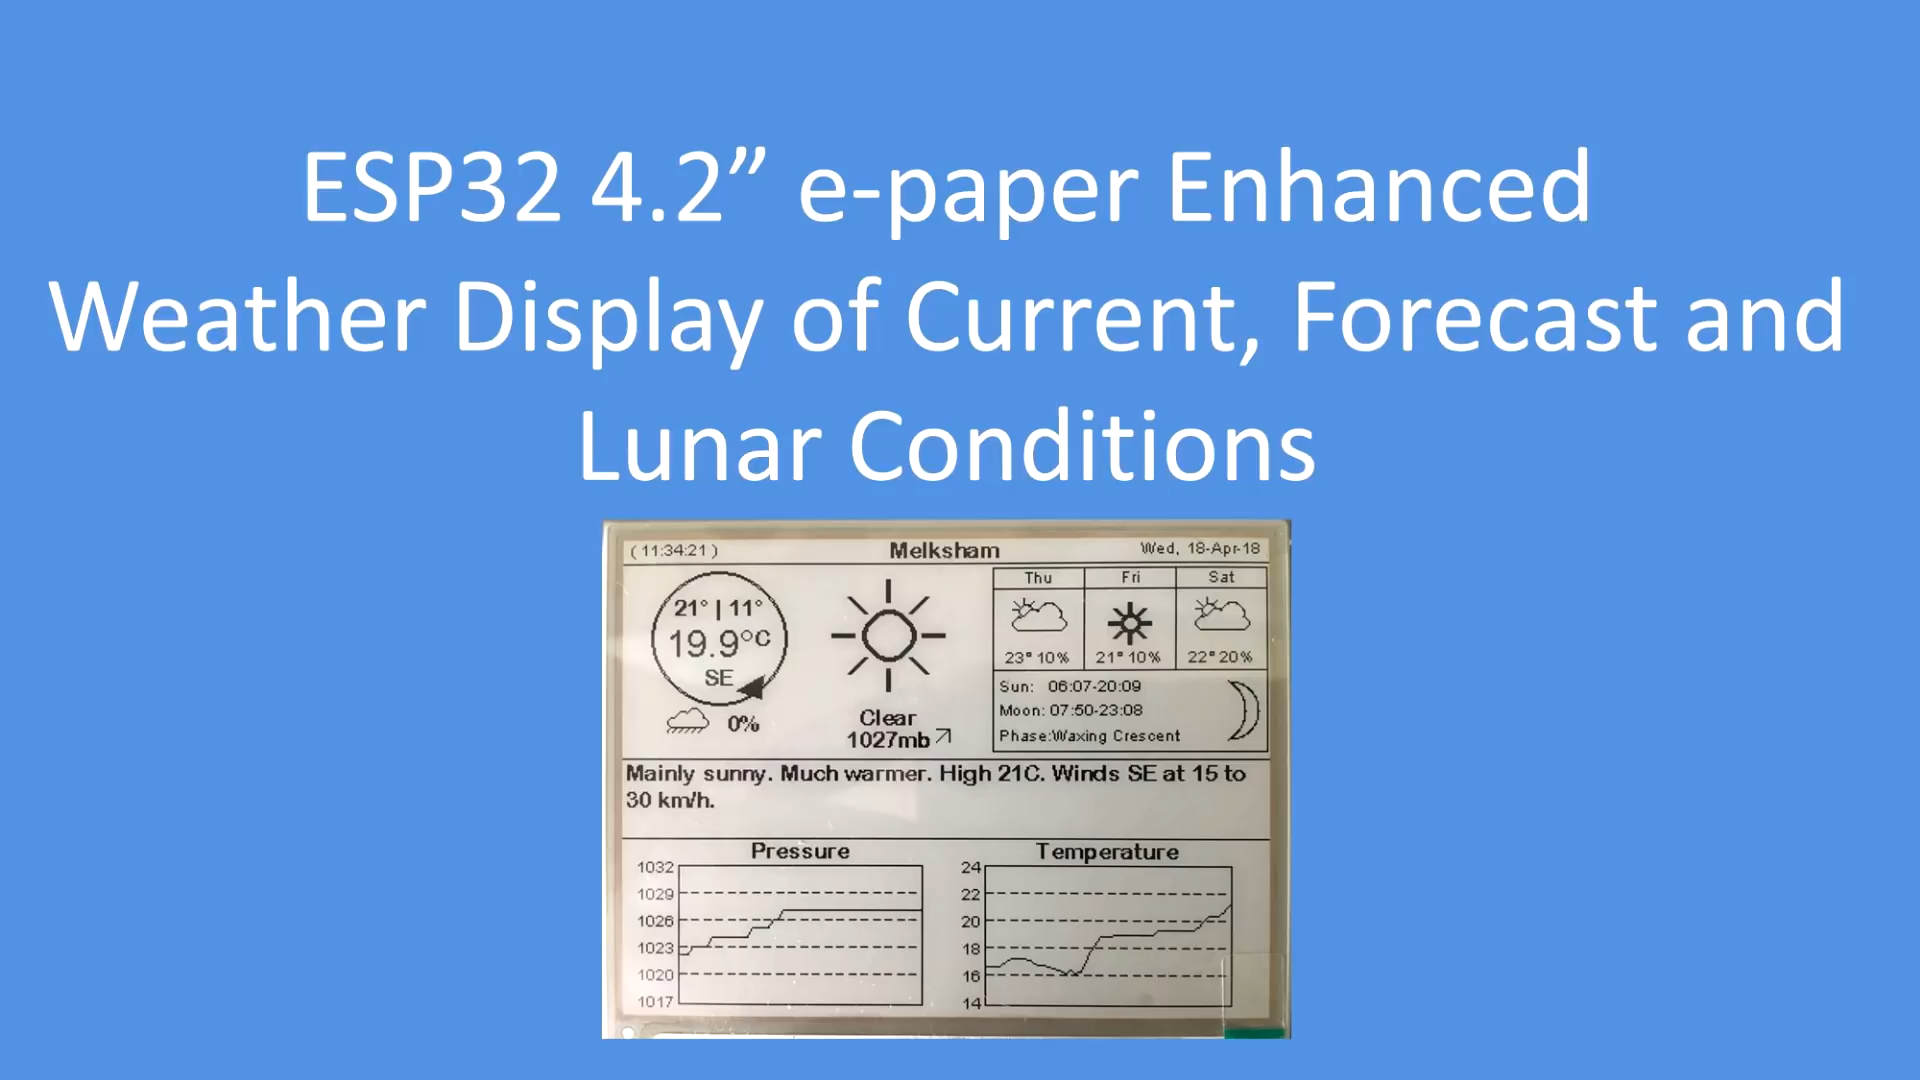 ESP32 4.2” e-paper Enhanced
Weather Display of Current, Forecast and
Lunar Conditions
(11:34:21) Melksham Wed, 18-Apr-18
21° | 11°
19.9°C
SE
0%
Clear
1027mb
Thu Fri Sat
23° 10% 21° 10% 22° 20%
Sun: 06:07-20:09
Moon: 07:50-23:08
Phase:Waxing Crescent
Mainly sunny. Much warmer. High 21C. Winds SE at 15 to
30 km/h.
Pressure
1032
1029
1026
1023
1020
1017
Temperature
24
22
20
18
16
14